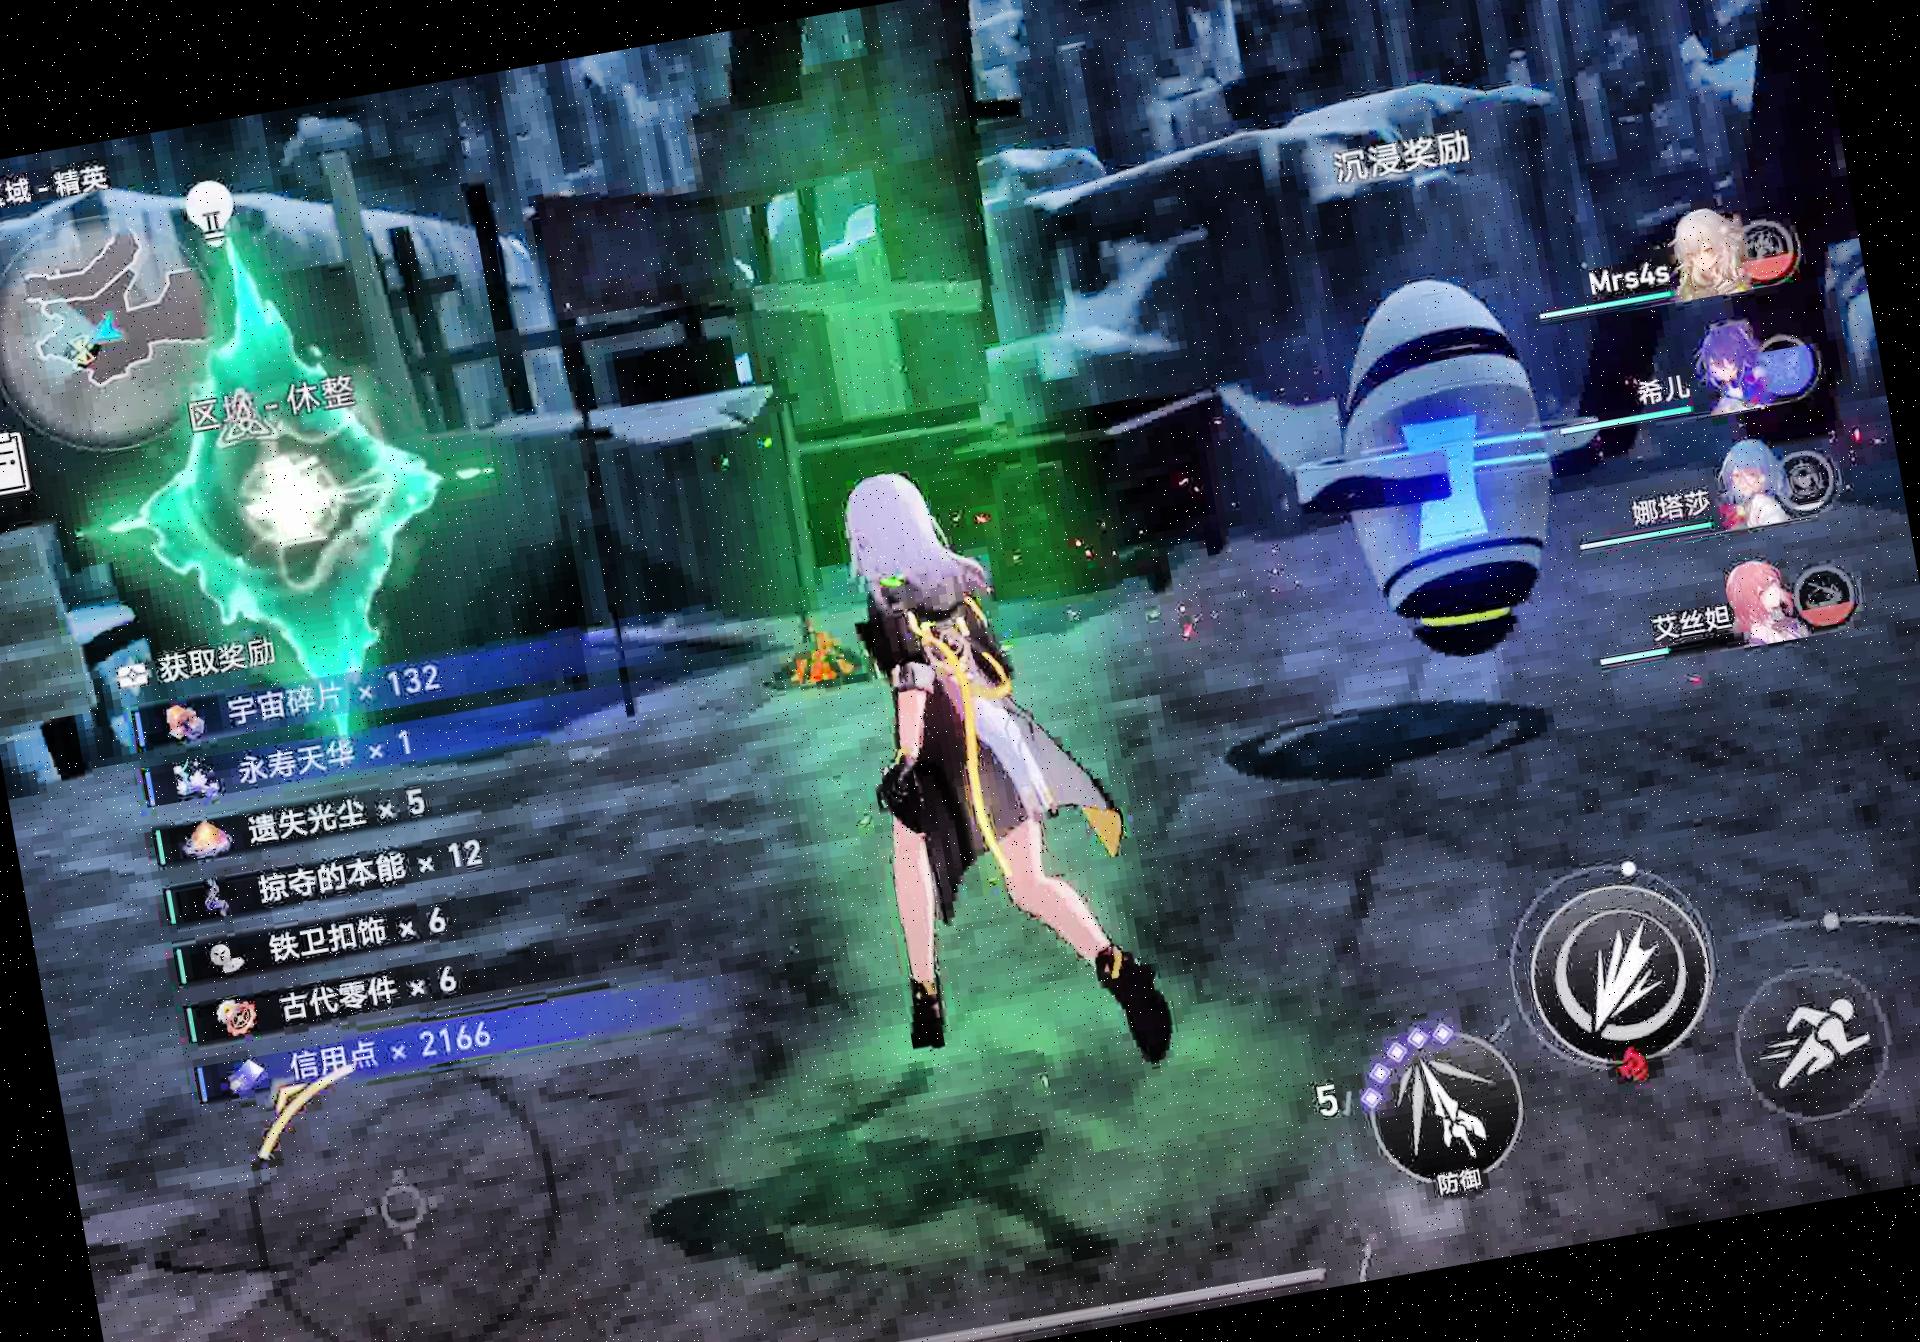 域 - 精英
沉浸奖励
Mrs4s
希儿
娜塔莎
艾丝妲
区域 - 休整
获取奖励
宇宙碎片 × 132
永寿天华 × 1
遗失光尘 × 5
掠夺的本能 × 12
铁卫扣饰 × 6
古代零件 × 6
信用点 × 2166
5/
防御